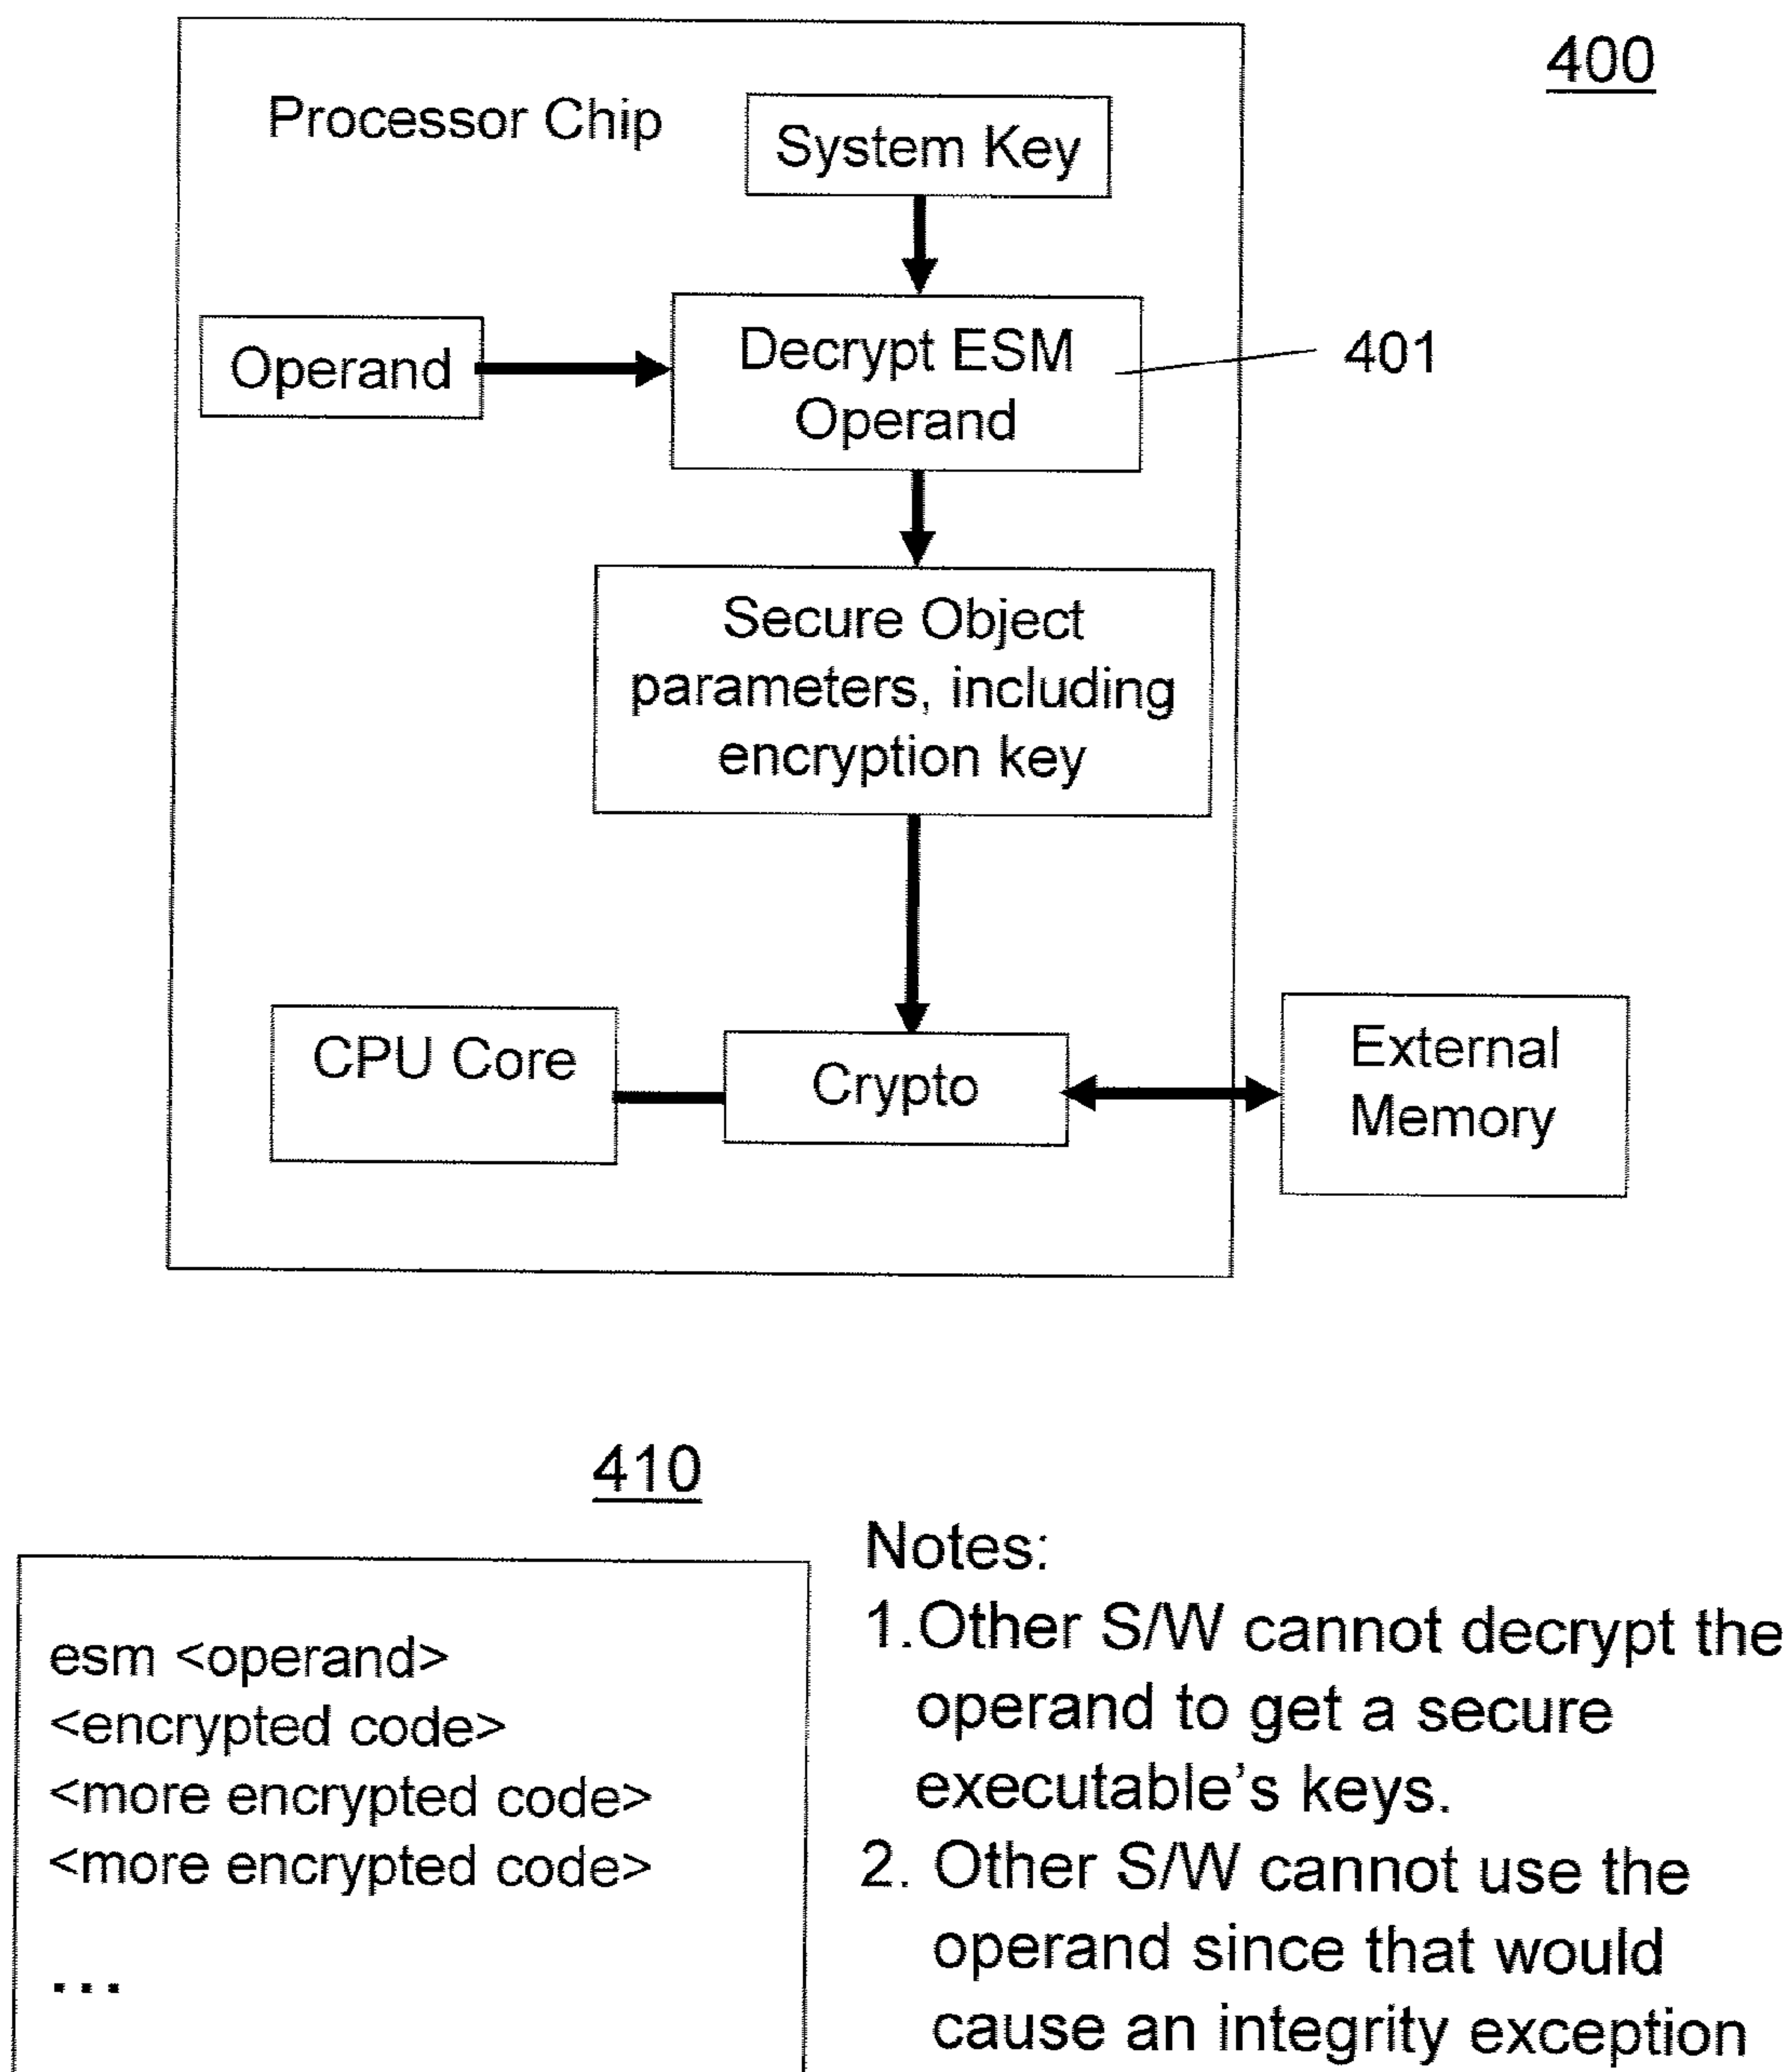 400
Processor Chip
System Key
Operand
Decrypt ESM
Operand
401
Secure Object
parameters, including
encryption key
CPU Core
Crypto
External
Memory
410
esm <operand>
<encrypted code>
<more encrypted code>
<more encrypted code>
...
Notes:
1.Other S/W cannot decrypt the
operand to get a secure
executable's keys.
2. Other S/W cannot use the
operand since that would
cause an integrity exception